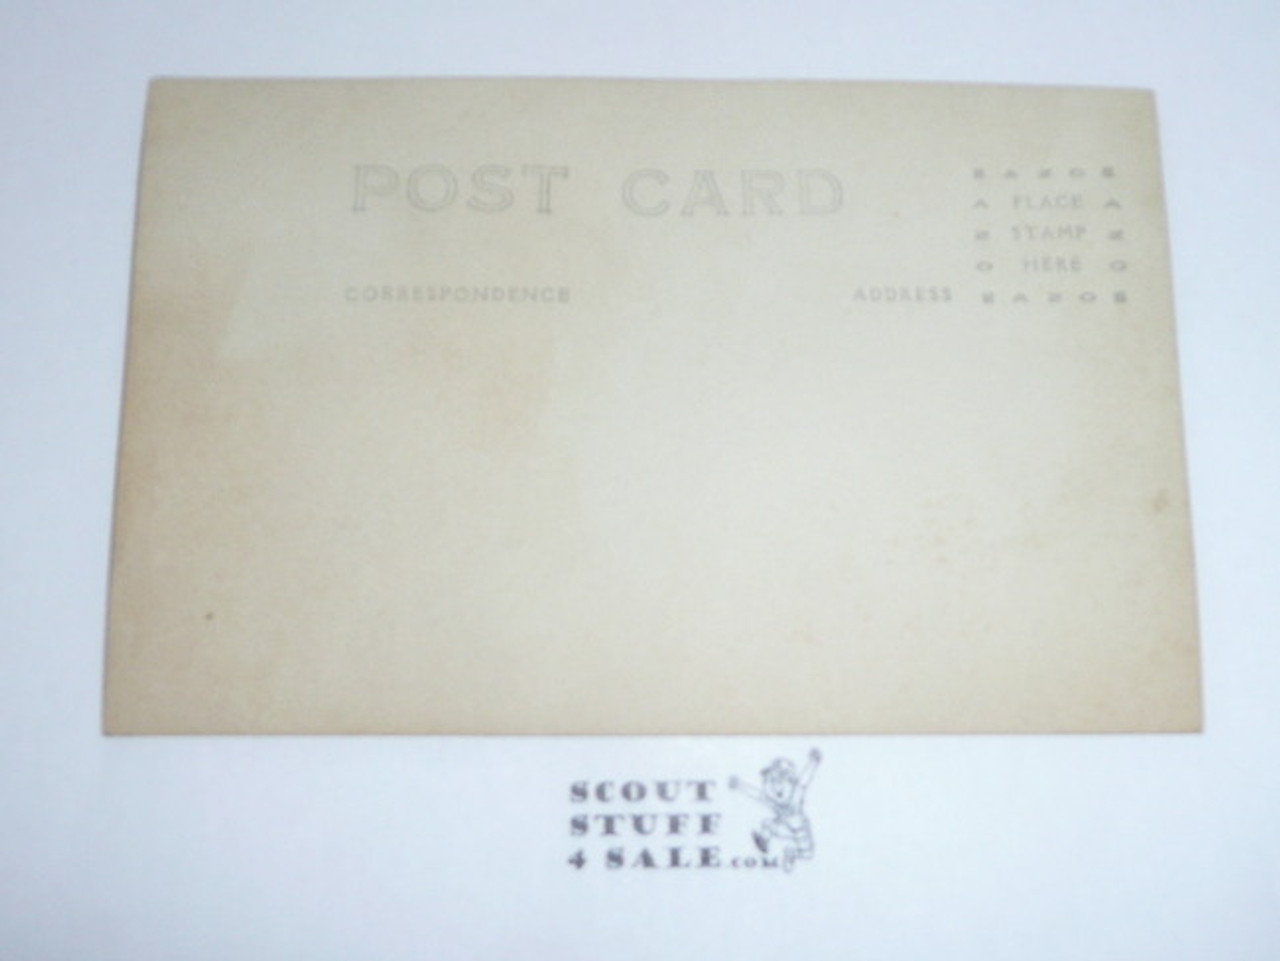 POST CARD
CORRESPONDENCE
ADDRESS
PLACE
STAMP
HERE
SCOUT
STUFF
4 SALE.COM